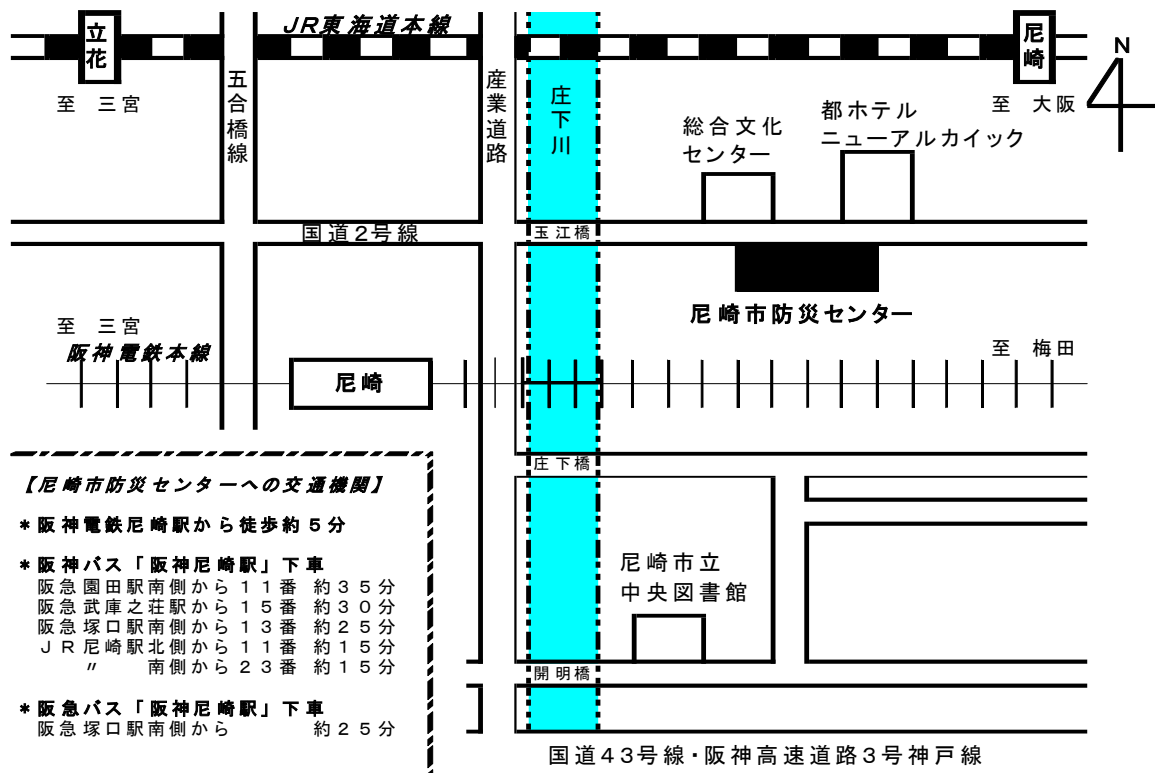 JR東海道本線
立花
尼崎
N
至 三宮
五合橋線
産業道路
庄下川
至 大阪
総合文化
センター
都ホテル
ニューアルカイック
国道2号線
玉江橋
尼崎市防災センター
至 三宮
阪神電鉄本線
至 梅田
尼崎
庄下橋
【尼崎市防災センターへの交通機関】
*阪神電鉄尼崎駅から徒歩約5分
*阪神バス「阪神尼崎駅」下車
阪急園田駅南側から11番 約35分
阪急武庫之荘駅から15番 約30分
阪急塚口駅南側から13番 約25分
JR尼崎駅北側から11番 約15分
〃 南側から23番 約15分
*阪急バス「阪神尼崎駅」下車
阪急塚口駅南側から 約25分
尼崎市立
中央図書館
開明橋
国道43号線・阪神高速道路3号神戸線